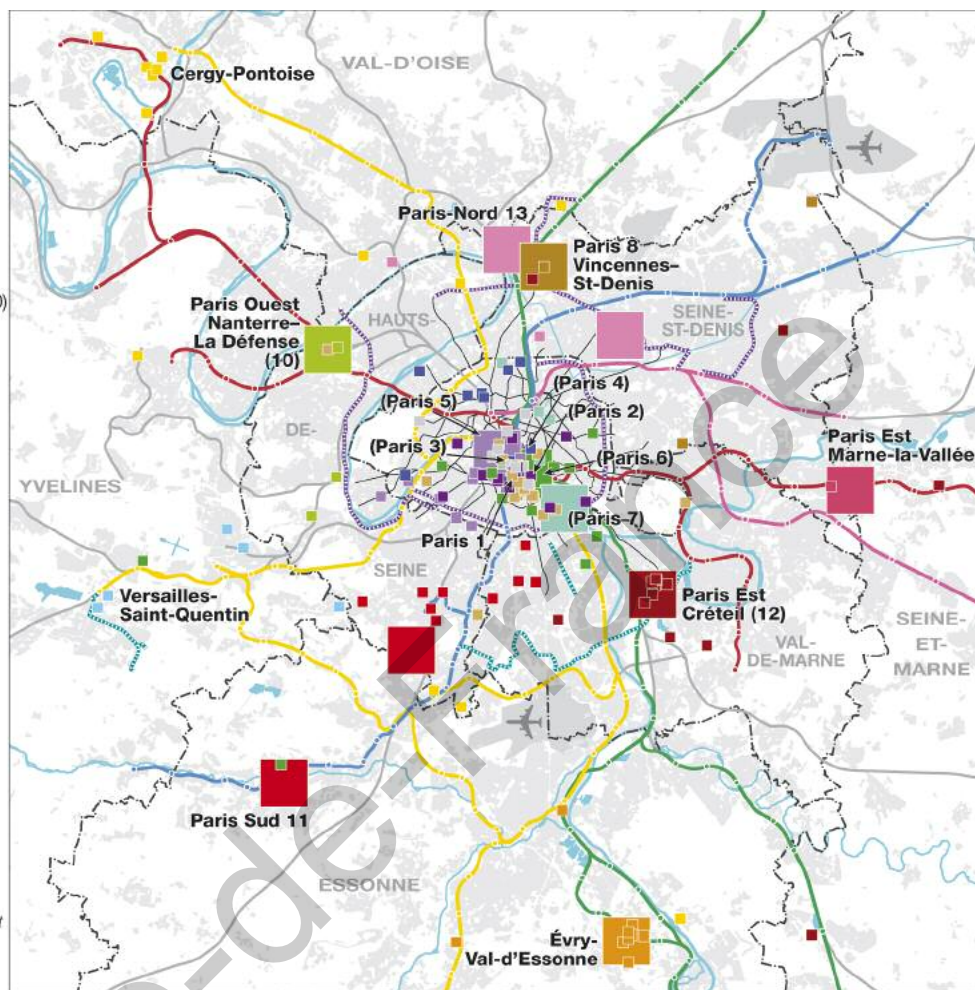 VAL-D'OISE
Cergy-Pontoise
Paris-Nord 13
Paris 8
Vincennes–
St-Denis
0)
Paris Ouest
Nanterre–
La Défense
(10)
HAUTS-
SEINE-
ST-DENIS
(Paris 4)
(Paris 5)
(Paris 2)
DE-
(Paris 3)
(Paris 6)
Paris Est
Marne-la-Vallée
YVELINES
(Paris 7)
Paris 1
SEINE
Versailles-
Saint-Quentin
Paris Est
Créteil (12)
VAL-
DE-MARNE
SEINE-
ET-
MARNE
Paris Sud 11
ESSONNE
Évry-
Val-d'Essonne
e-de-France